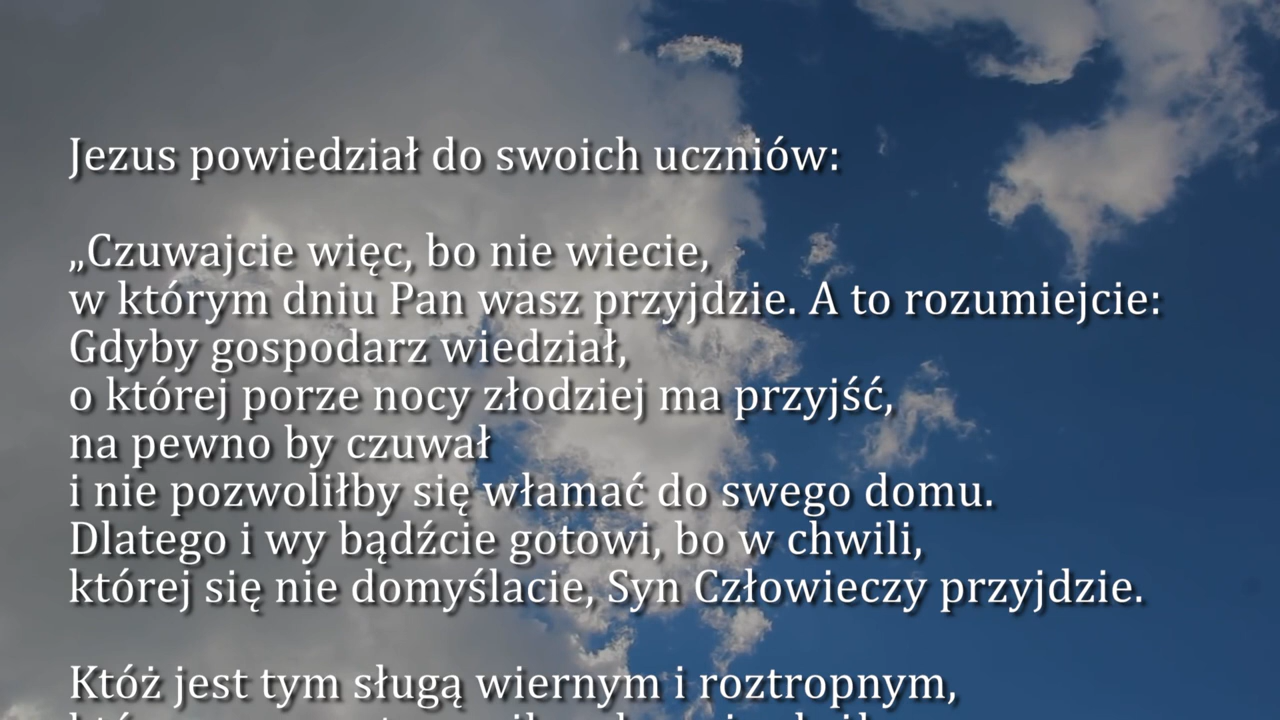 Jezus powiedział do swoich uczniów:
„Czuwajcie więc, bo nie wiecie,
w którym dniu Pan wasz przyjdzie. A to rozumiejcie:
Gdyby gospodarz wiedział,
o której porze nocy złodziej ma przyjść,
na pewno by czuwał
i nie pozwoliłby się włamać do swego domu.
Dlatego i wy bądźcie gotowi, bo w chwili,
której się nie domyślacie, Syn Człowieczy przyjdzie.
Któż jest tym sługą wiernym i roztropnym,